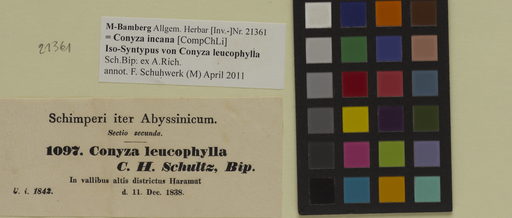 21361
M-Bamberg Allgem. Herbar [Inv.-]Nr. 21361
= Conyza incana [CompChLi]
Iso-Syntypus von Conyza leucophylla
Sch.Bip: ex A.Rich.
annot. F. Schuhwerk (M) April 2011
Schimperi iter Abyssinicum.
Sectio secunda.
1097. Conyza leucophylla
C. H. Schultz, Bip.
In vallibus altis districtus Haramat
U. i. 1842. d. 11. Dec. 1838.